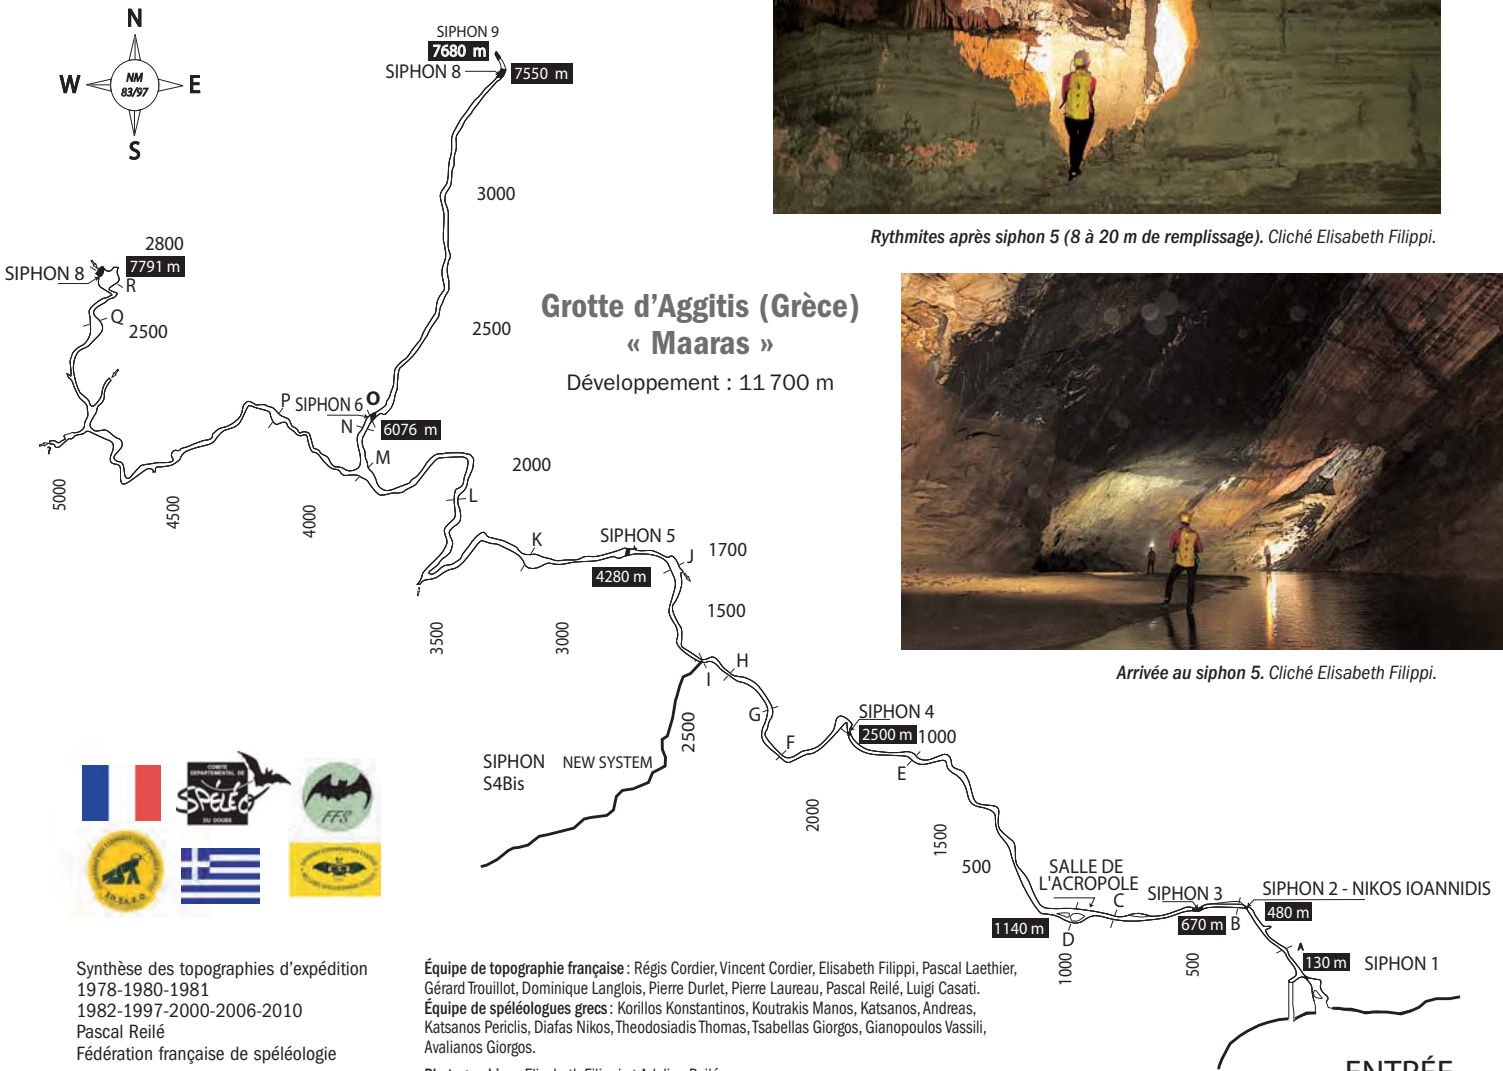 N
W
NM
83/97
E
S
SIPHON 9
7680 m
SIPHON 8
7550 m
3000
2800
SIPHON 8
7791 m
R
Q
2500
2500
Grotte d’Aggitis (Grèce)
« Maaras »
Développement : 11 700 m
P
SIPHON 6
O
N
6076 m
M
2000
L
5000
4500
4000
K
SIPHON 5
1700
J
4280 m
1500
3500
3000
H
I
G
F
2500
SIPHON 4
2500 m
1000
E
SIPHON
S4Bis
NEW SYSTEM
2000
1500
500
SALLE DE
L'ACROPOLE
C
SIPHON 3
SIPHON 2 - NIKOS IOANNIDIS
480 m
670 m
B
1140 m
D
A
130 m
SIPHON 1
1000
500
ENTRÉE
Rythmites après siphon 5 (8 à 20 m de remplissage). Cliché Elisabeth Filippi.
Arrivée au siphon 5. Cliché Elisabeth Filippi.
COMITE
DEPARTEMENTAL DE
SPÉLÉO
DU DOUBS
FFS
Synthèse des topographies d’expédition
1978-1980-1981
1982-1997-2000-2006-2010
Pascal Reilé
Fédération française de spéléologie
Équipe de topographie française : Régis Cordier, Vincent Cordier, Elisabeth Filippi, Pascal Laethier,
Gérard Trouillot, Dominique Langlois, Pierre Durlet, Pierre Laureau, Pascal Reilé, Luigi Casati.
Équipe de spéléologues grecs : Korillos Konstantinos, Koutrakis Manos, Katsanos, Andreas,
Katsanos Periclis, Diafas Nikos, Theodosiadis Thomas, Tsabellas Giorgos, Gianopoulos Vassili,
Avalianos Giorgos.